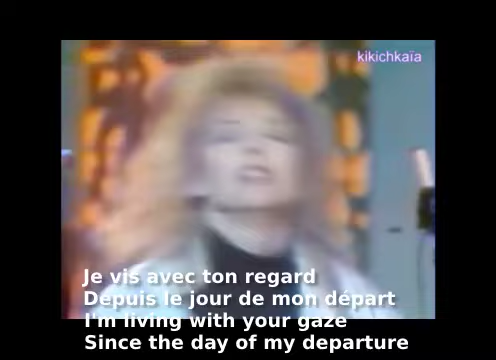 kikichkaïa
Je vis avec ton regard
Depuis le jour de mon départ
I'm living with your gaze
Since the day of my departure